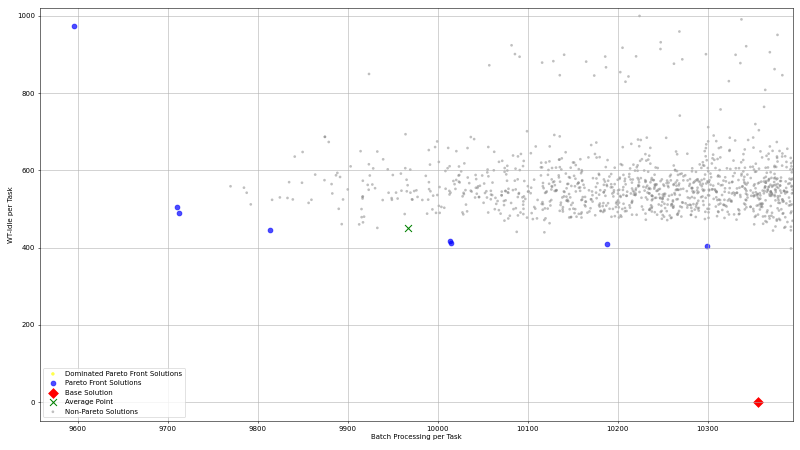 1000
800
600
400
200
0
WT-Idle per Task
9600 9700 9800 9900 10000 10100 10200 10300
Batch Processing per Task
Dominated Pareto Front Solutions
Pareto Front Solutions
Base Solution
Average Point
Non-Pareto Solutions